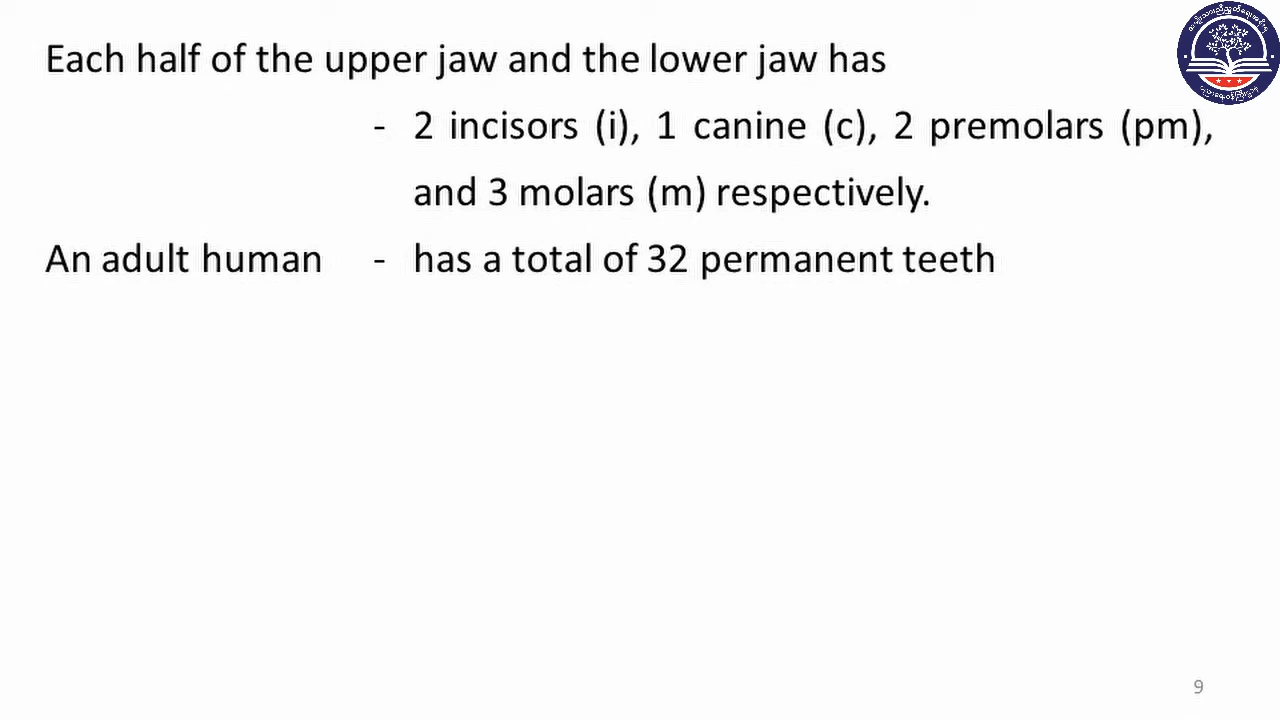 Each half of the upper jaw and the lower jaw has
- 2 incisors (i), 1 canine (c), 2 premolars (pm),
and 3 molars (m) respectively.
An adult human - has a total of 32 permanent teeth
9